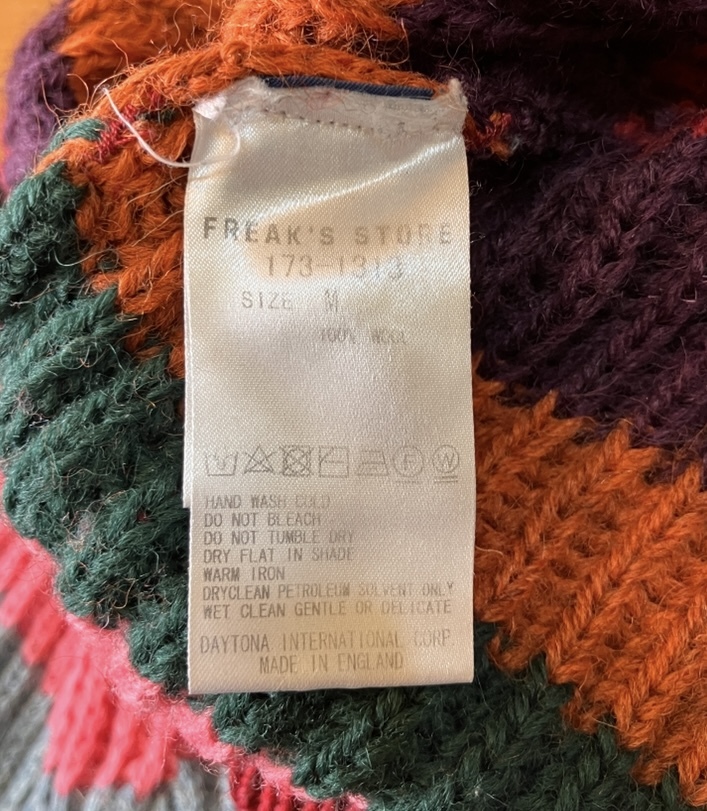 FREAK'S STORE
173-1313
SIZE M
100% WOOL
HAND WASH COLD
DO NOT BLEACH
DO NOT TUMBLE DRY
DRY FLAT IN SHADE
WARM IRON
DRYCLEAN PETROLEUM SOLVENT ONLY
WET CLEAN GENTLE OR DELICATE
DAYTONA INTERNATIONAL CORP.
MADE IN ENGLAND